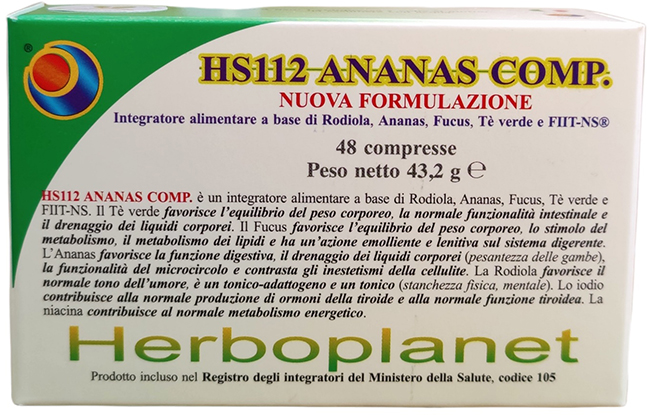 ®
HS112 ANANAS COMP.
NUOVA FORMULAZIONE
Integratore alimentare a base di Rodiola, Ananas, Fucus, Tè verde e FIIT-NS®
48 compresse
Peso netto 43,2 g ℮
HS112 ANANAS COMP. è un integratore alimentare a base di Rodiola, Ananas, Fucus, Tè verde e
FIIT-NS. Il Tè verde favorisce l'equilibrio del peso corporeo, la normale funzionalità intestinale e
il drenaggio dei liquidi corporei. Il Fucus favorisce l'equilibrio del peso corporeo, lo stimolo del
metabolismo, il metabolismo dei lipidi e ha un'azione emolliente e lenitiva sul sistema digerente.
L'Ananas favorisce la funzione digestiva, il drenaggio dei liquidi corporei (pesantezza delle gambe),
la funzionalità del microcircolo e contrasta gli inestetismi della cellulite. La Rodiola favorisce il
normale tono dell'umore, è un tonico-adattogeno e un tonico (stanchezza fisica, mentale). Lo iodio
contribuisce alla normale produzione di ormoni della tiroide e alla normale funzione tiroidea. La
niacina contribuisce al normale metabolismo energetico.
Herboplanet
Prodotto incluso nel Registro degli integratori del Ministero della Salute, codice 105